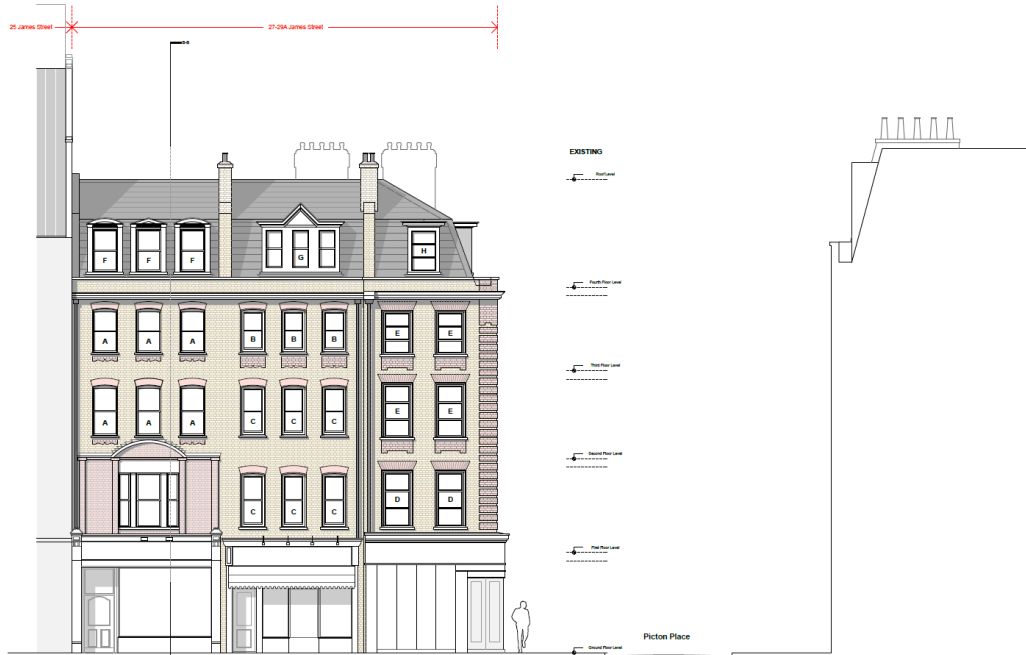 25 James Street
27-29A James Street
B-B
EXISTING
Roof Level
F F F G H
Fourth Floor Level
A A A B B B E E
Third Floor Level
A A A C C C E E
Second Floor Level
C C C D D
First Floor Level
Picton Place
Ground Floor Level